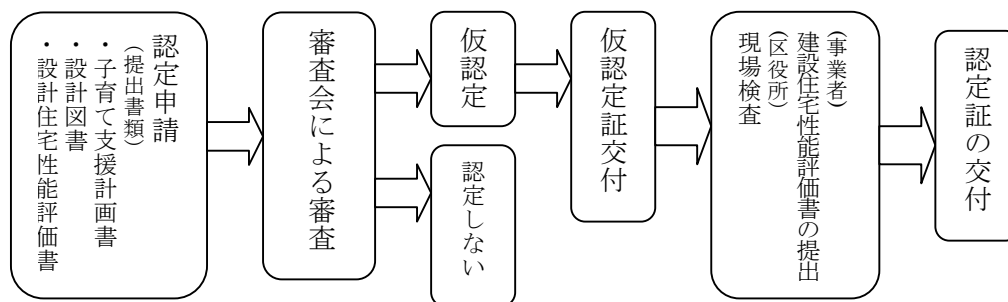 認定申請
(提出書類)
・子育て支援計画書
・設計図書
・設計住宅性能評価書
審査会による審査
仮認定
認定しない
仮認定証交付
(事業者)
建設住宅性能評価書の提出
(区役所)
現場検査
認定証の交付